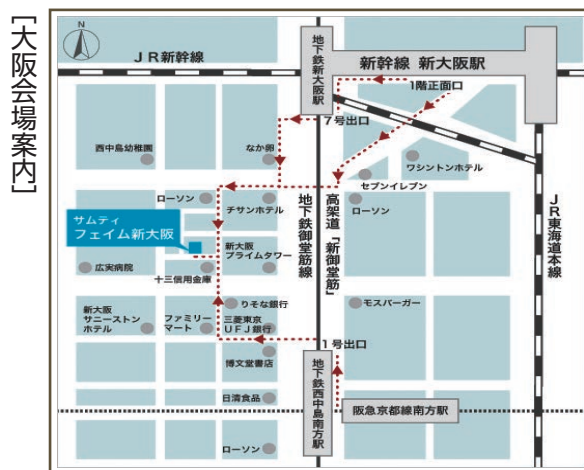 [大阪会場案内]
N
JR新幹線
地下鉄新大阪駅
新幹線 新大阪駅
1階正面口
7号出口
西中島幼稚園
なか卵
ワシントンホテル
セブンイレブン
ローソン
チサンホテル
ローソン
サムティ
フェイム新大阪
新大阪
プライムタワー
地下鉄御堂筋線
高架道『新御堂筋』
JR東海道本線
広実病院
十三信用金庫
りそな銀行
モスバーガー
新大阪
サニーストン
ホテル
ファミリー
マート
三菱東京
UFJ銀行
1号出口
博文堂書店
地下鉄西中島南方駅
日清食品
阪急京都線南方駅
ローソン